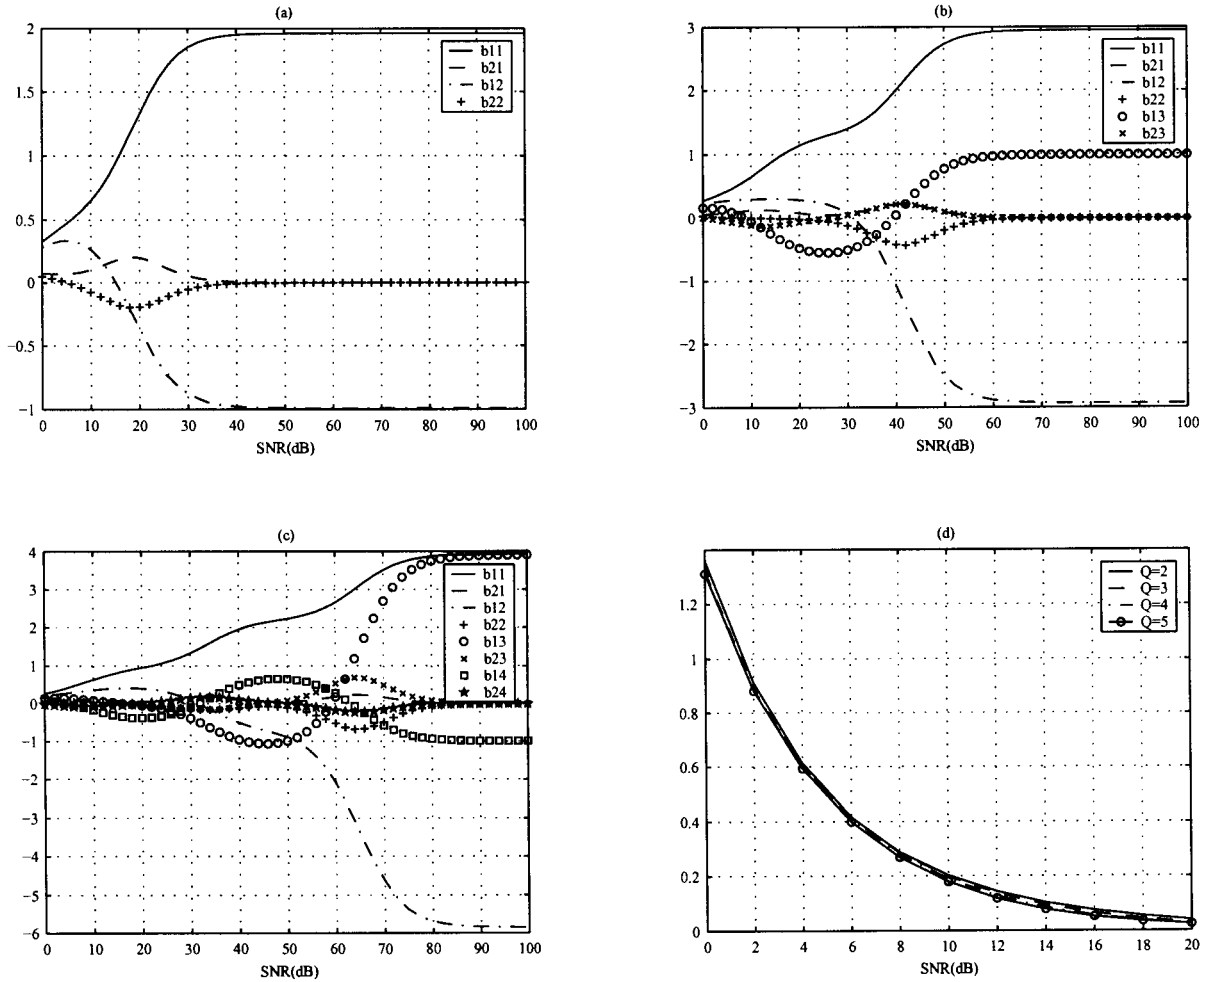 (a)
2
1.5
1
0.5
0
−0.5
−1
0 10 20 30 40 50 60 70 80 90 100
SNR(dB)
b11
b21
b12
b22
(b)
3
2
1
0
−1
−2
−3
0 10 20 30 40 50 60 70 80 90 100
SNR(dB)
b11
b21
b12
b22
b13
b23
(c)
4
3
2
1
0
−1
−2
−3
−4
−5
−6
0 10 20 30 40 50 60 70 80 90 100
SNR(dB)
b11
b21
b12
b22
b13
b23
b14
b24
(d)
1.2
1
0.8
0.6
0.4
0.2
0
0 2 4 6 8 10 12 14 16 18 20
SNR(dB)
Q=2
Q=3
Q=4
Q=5